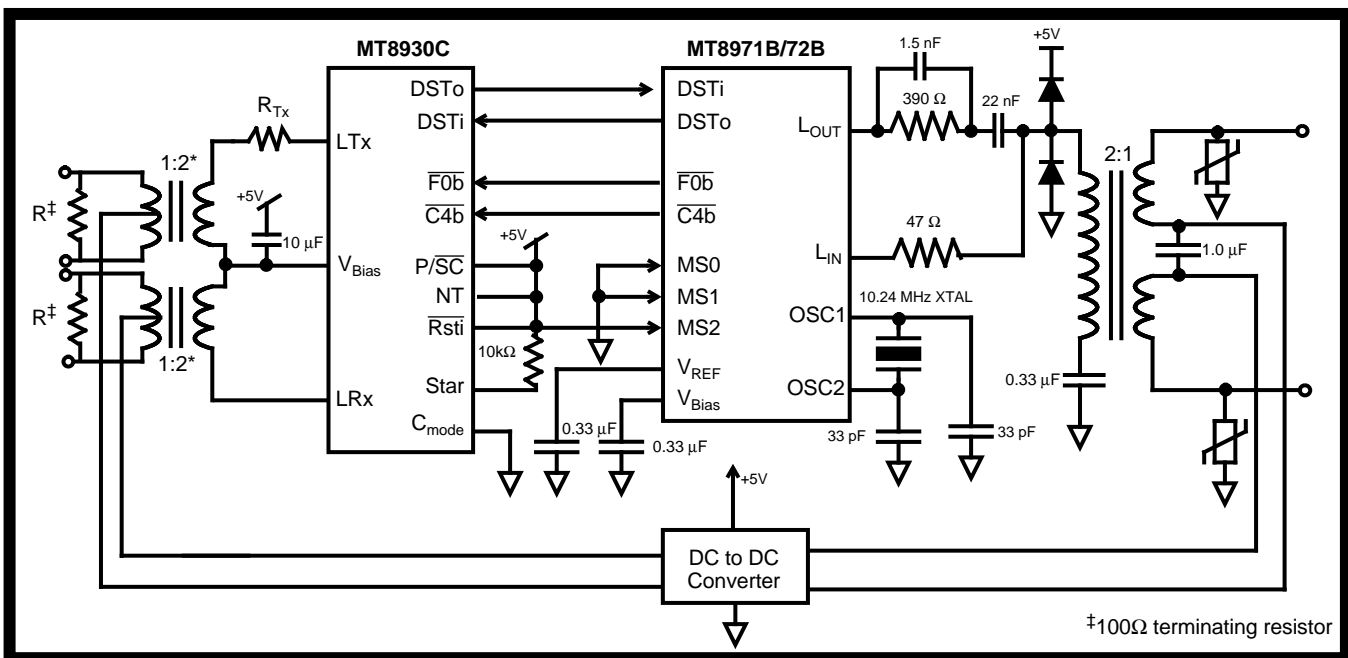 MT8930C
MT8971B/72B
+5V
1.5 nF
390 Ω
22 nF
DSTo
DSTi
DSTi
DSTo
L_OUT
R_Tx
LTx
1:2*
2:1
R‡
F0b
F0b
+5V
C4b
C4b
10 µF
+5V
47 Ω
1.0 µF
V_Bias
P/SC
MS0
L_IN
NT
MS1
10.24 MHz XTAL
R‡
Rsti
MS2
OSC1
1:2*
10kΩ
V_REF
0.33 µF
Star
OSC2
LRx
V_Bias
C_mode
0.33 µF
0.33 µF
33 pF
33 pF
+5V
DC to DC
Converter
‡100Ω terminating resistor